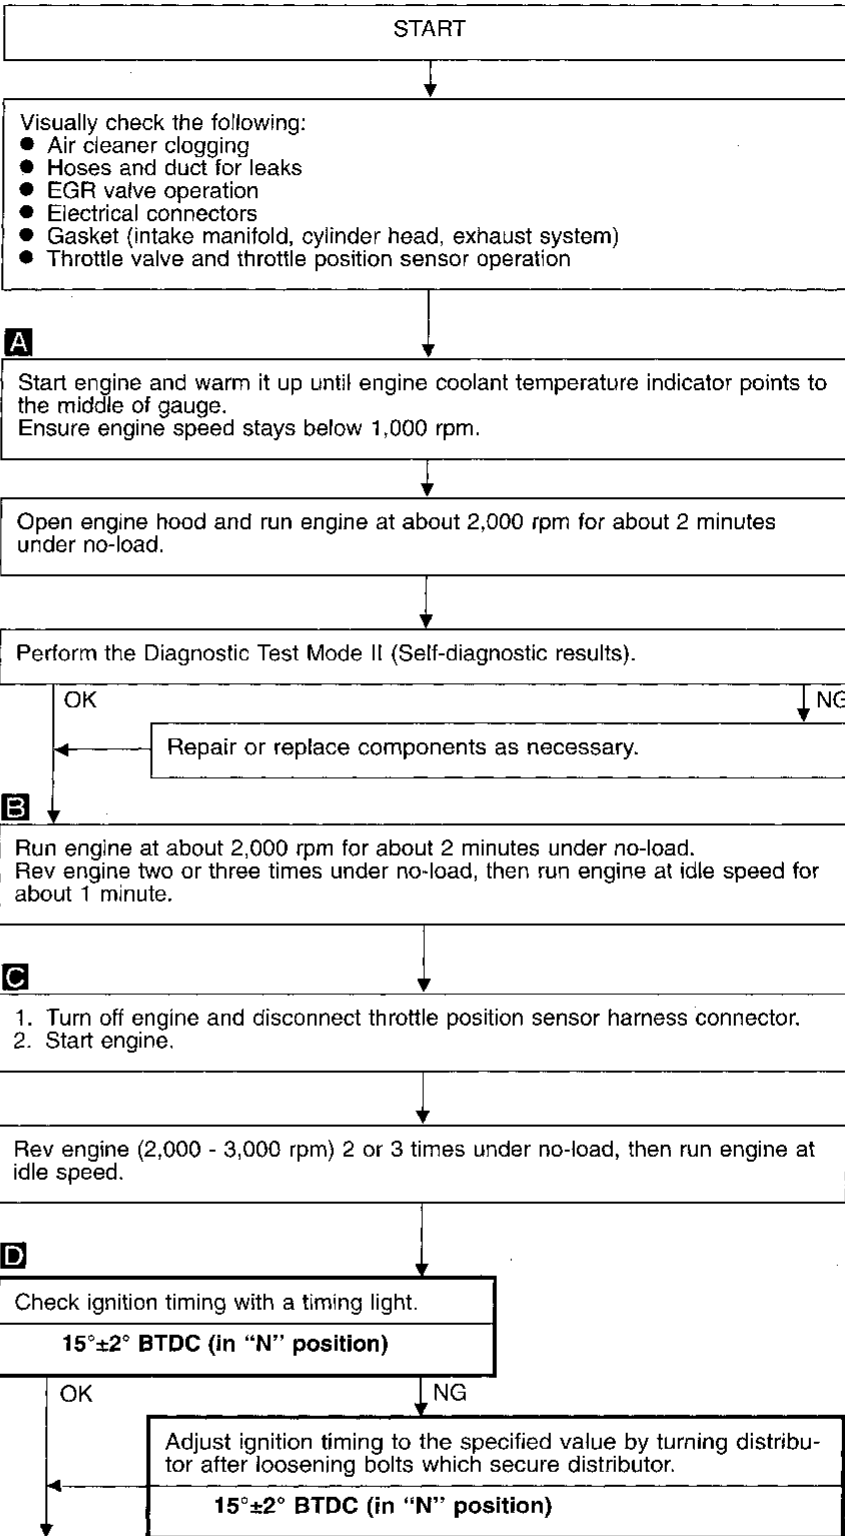 START
Visually check the following:
● Air cleaner clogging
● Hoses and duct for leaks
● EGR valve operation
● Electrical connectors
● Gasket (intake manifold, cylinder head, exhaust system)
● Throttle valve and throttle position sensor operation
A
Start engine and warm it up until engine coolant temperature indicator points to
the middle of gauge.
Ensure engine speed stays below 1,000 rpm.
Open engine hood and run engine at about 2,000 rpm for about 2 minutes
under no-load.
Perform the Diagnostic Test Mode II (Self-diagnostic results).
OK
NG
Repair or replace components as necessary.
B
Run engine at about 2,000 rpm for about 2 minutes under no-load.
Rev engine two or three times under no-load, then run engine at idle speed for
about 1 minute.
C
1. Turn off engine and disconnect throttle position sensor harness connector.
2. Start engine.
Rev engine (2,000 - 3,000 rpm) 2 or 3 times under no-load, then run engine at
idle speed.
D
Check ignition timing with a timing light.
15°±2° BTDC (in “N” position)
OK
NG
Adjust ignition timing to the specified value by turning distribu-
tor after loosening bolts which secure distributor.
15°±2° BTDC (in “N” position)